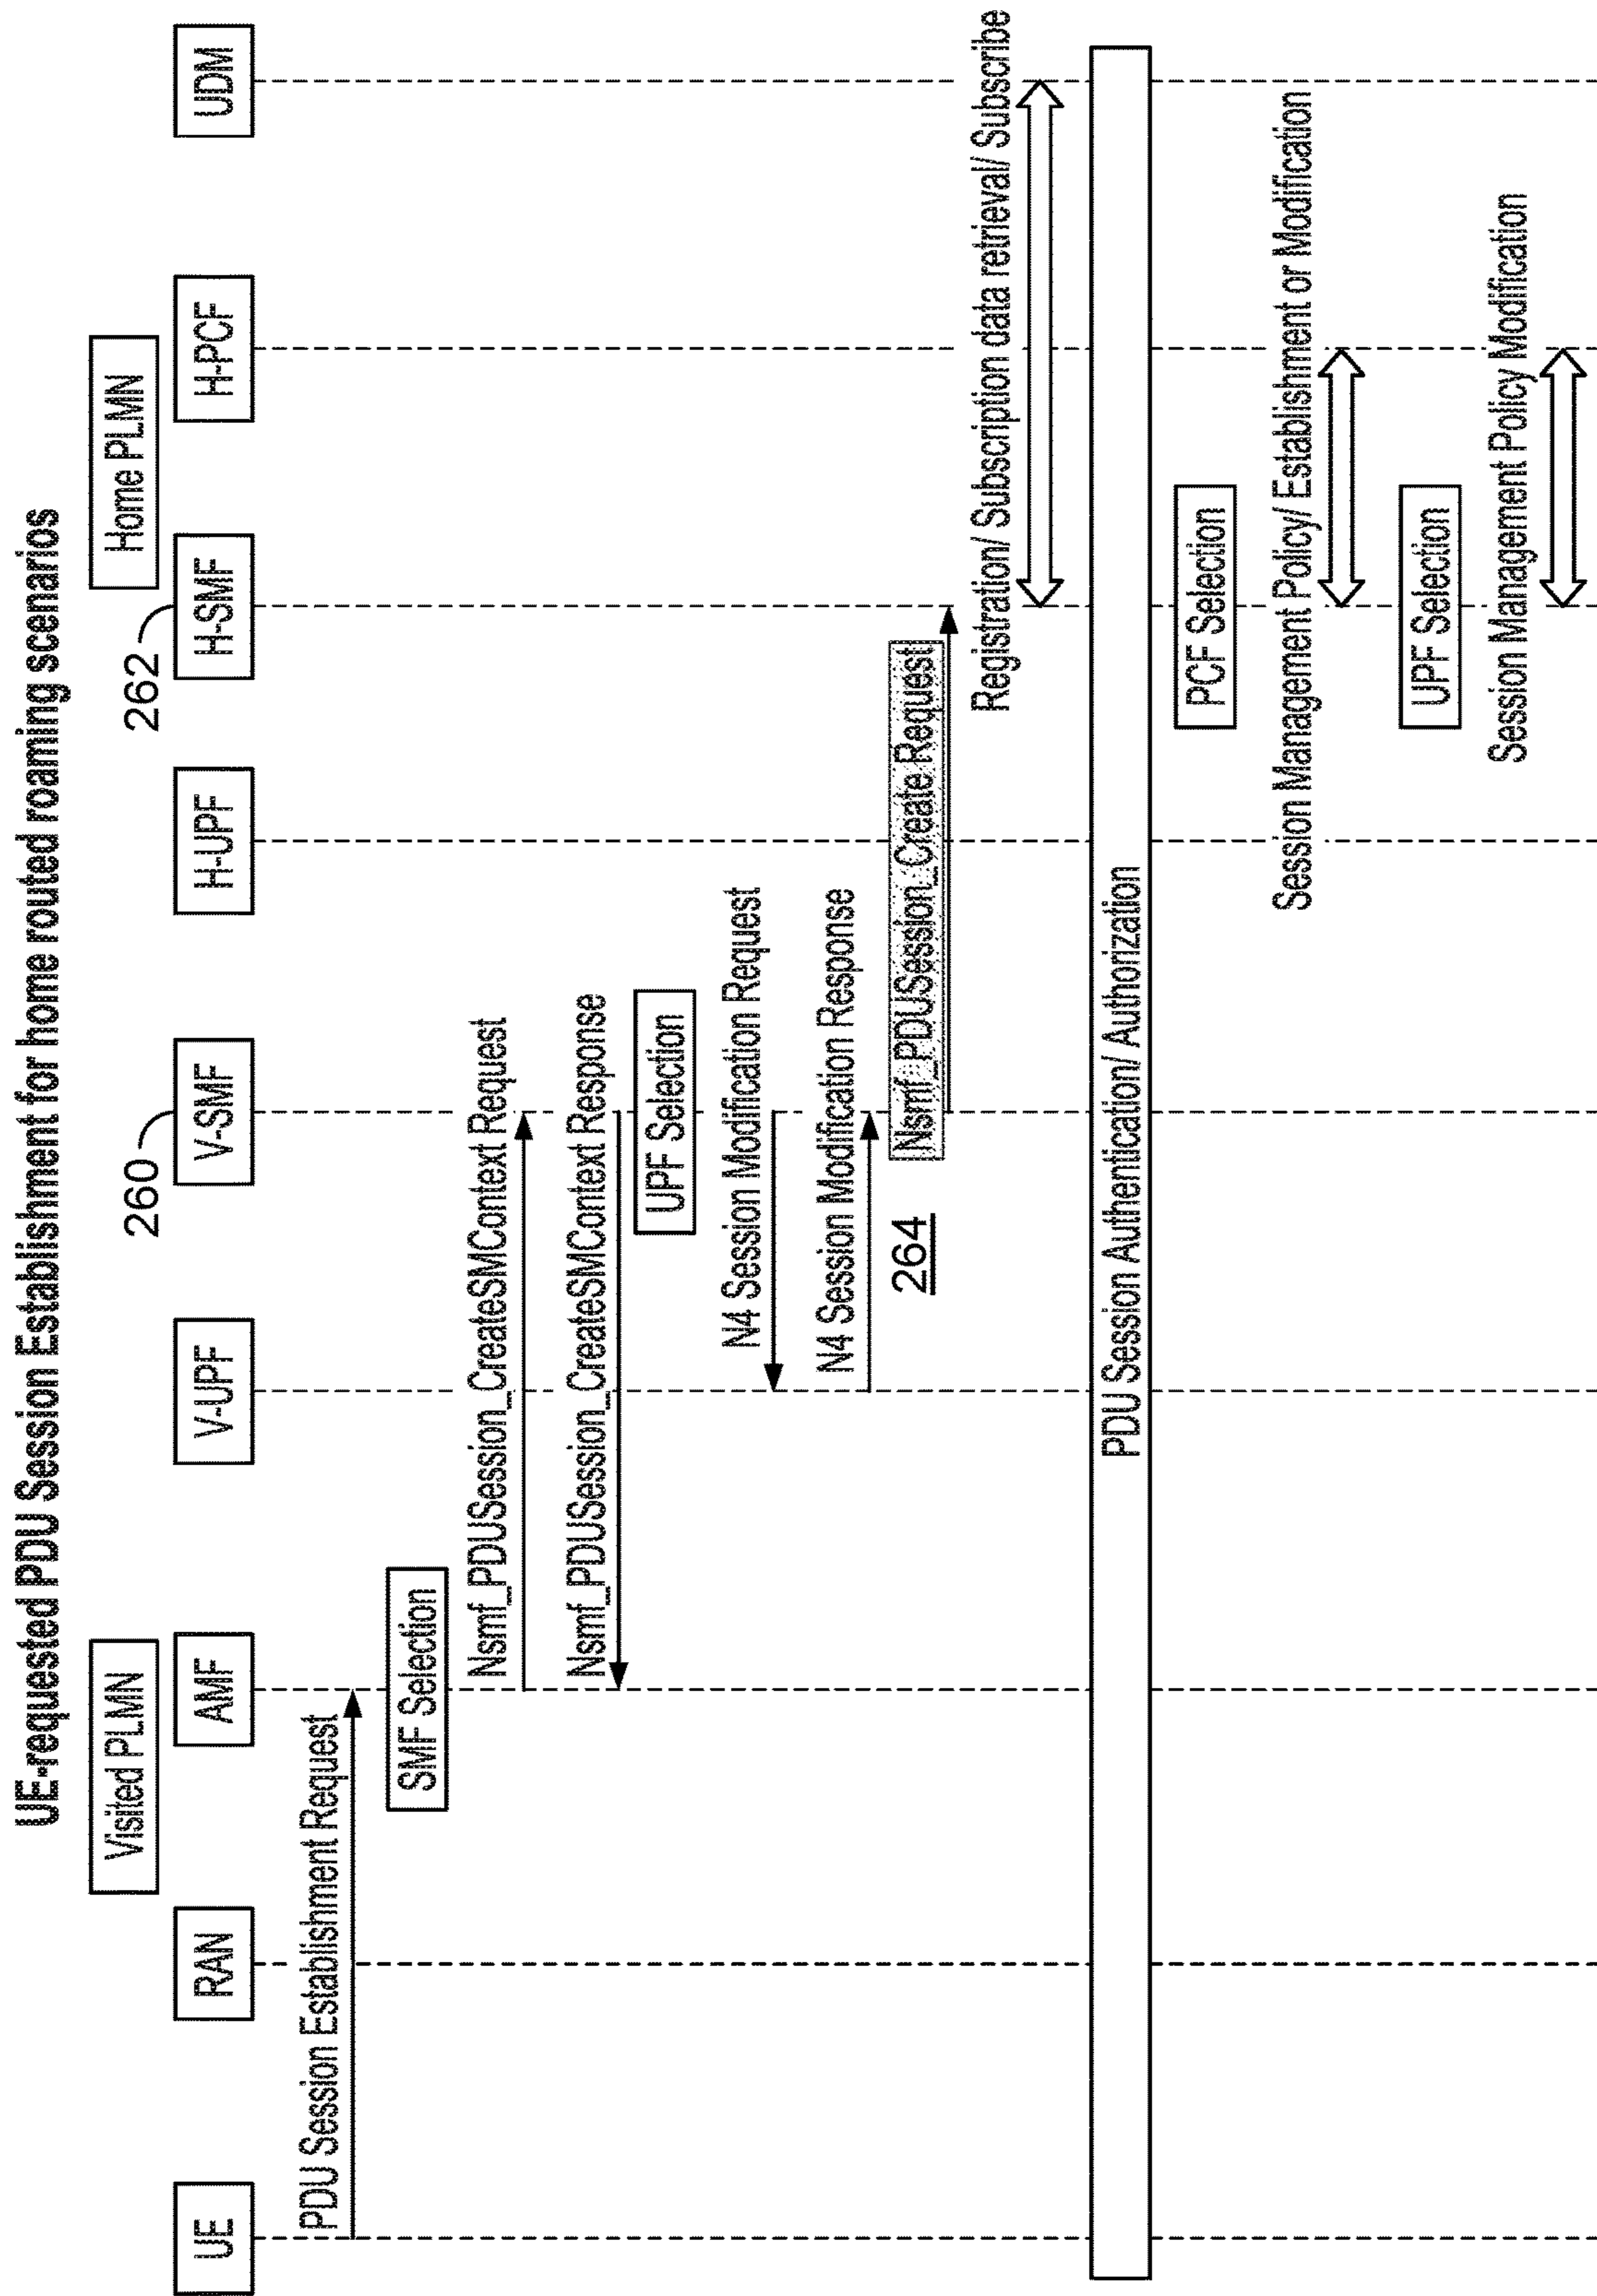 UE-requested PDU Session Establishment for home routed roaming scenarios
Visited PLMN
Home PLMN
260
262
UE
RAN
AMF
V-UPF
V-SMF
H-UPF
H-SMF
H-PCF
UDM
PDU Session Establishment Request
SMF Selection
Nsmf_PDUSession_CreateSMContext Request
Nsmf_PDUSession_CreateSMContext Response
UPF Selection
N4 Session Modification Request
N4 Session Modification Response
264
Nsmf_PDUSession_Create Request
Registration/ Subscription data retrieval/ Subscribe
PDU Session Authentication/ Authorization
PCF Selection
Session Management Policy/ Establishment or Modification
UPF Selection
Session Management Policy Modification